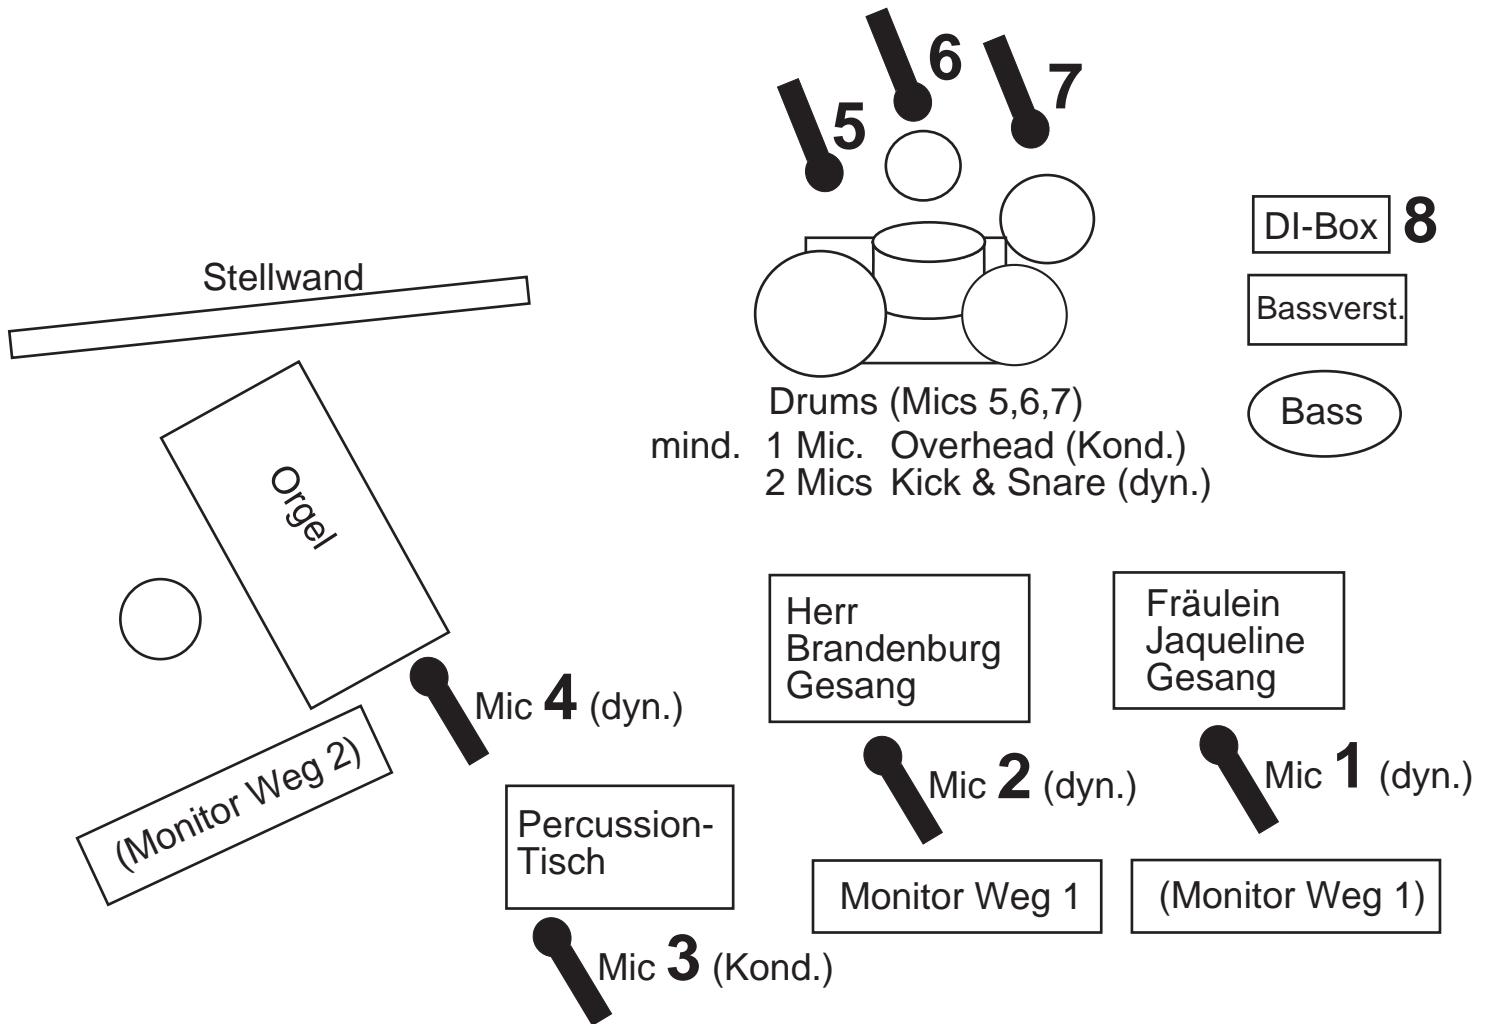 6
7
5
DI-Box 8
Stellwand
Bassverst.
Drums (Mics 5,6,7)
Bass
mind. 1 Mic. Overhead (Kond.)
2 Mics Kick & Snare (dyn.)
Orgel
Herr
Brandenburg
Gesang
Fräulein
Jaqueline
Gesang
Mic 4 (dyn.)
Mic 2 (dyn.)
Mic 1 (dyn.)
(Monitor Weg 2)
Percussion-
Tisch
Monitor Weg 1
(Monitor Weg 1)
Mic 3 (Kond.)